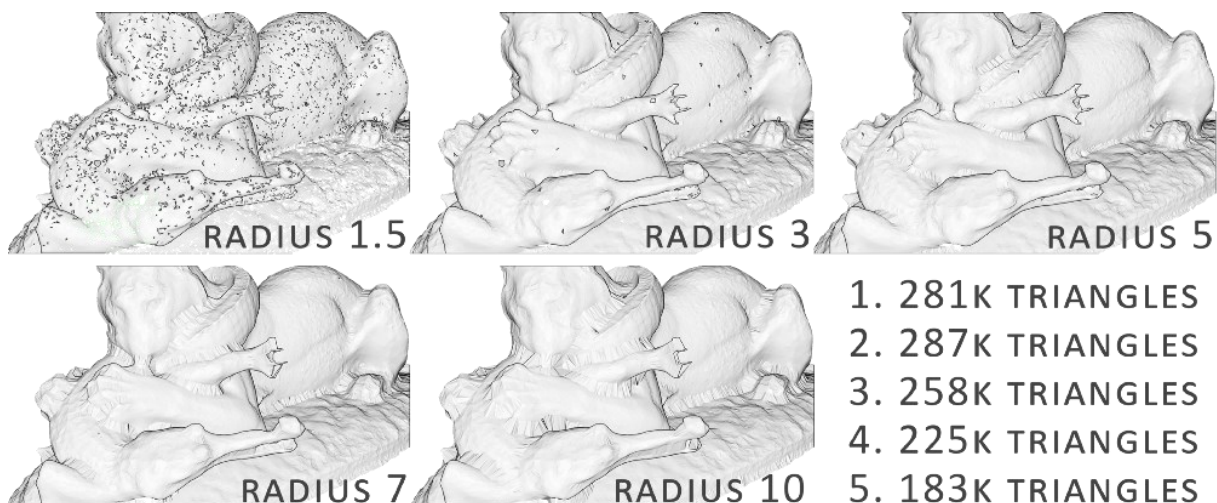 RADIUS 1.5
RADIUS 3
RADIUS 5
RADIUS 7
RADIUS 10
1. 281K TRIANGLES
2. 287K TRIANGLES
3. 258K TRIANGLES
4. 225K TRIANGLES
5. 183K TRIANGLES